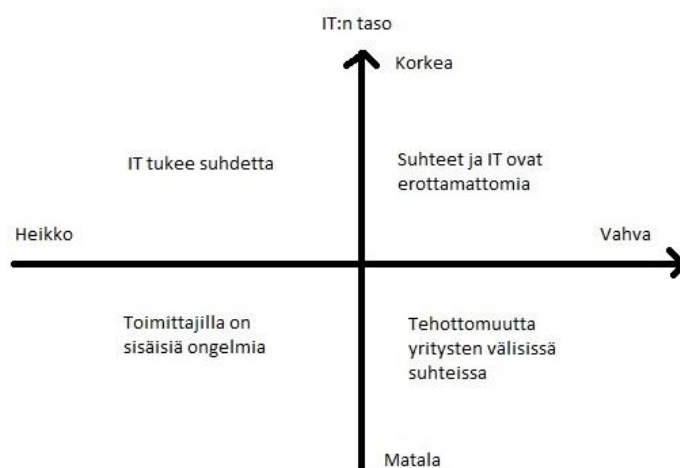 IT:n taso
Korkea
IT tukee suhdetta
Suhteet ja IT ovat
erottamattomia
Heikko
Vahva
Toimittajilla on
sisäisiä ongelmia
Tehottomuutta
yritysten välisissä
suhteissa
Matala